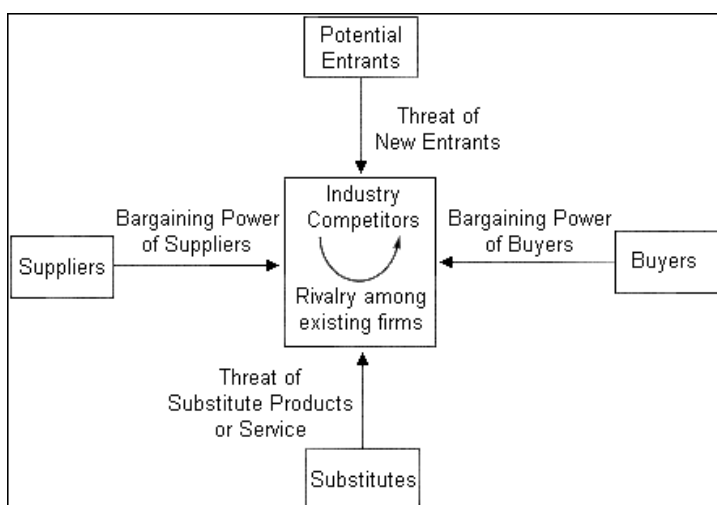 Potential
Entrants
Threat of
New Entrants
Industry
Competitors
Bargaining Power
of Suppliers
Bargaining Power
of Buyers
Suppliers
Buyers
Rivalry among
existing firms
Threat of
Substitute Products
or Service
Substitutes